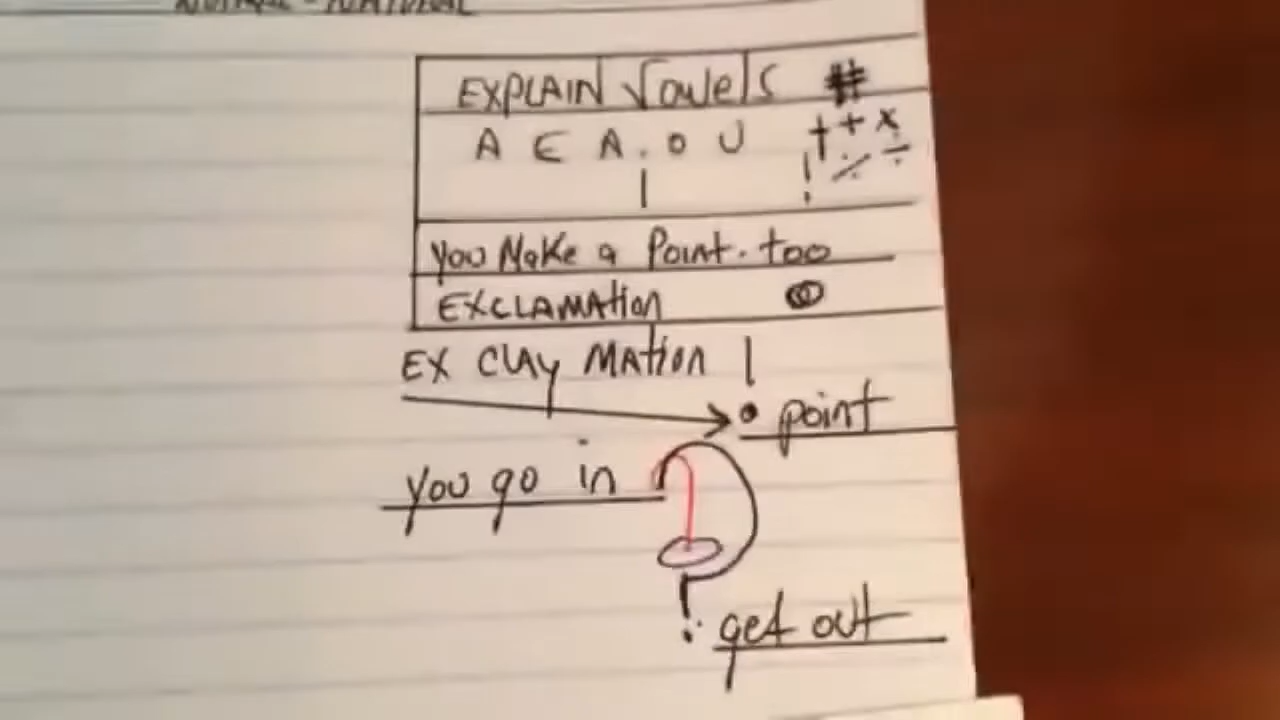 EXPLAIN Vowels #
A E A . O U † + x
| ! ⁒ ÷
You Make a Point. too
EXCLAMAtion
EX CLAy MAtion |
• point
you go in
get out